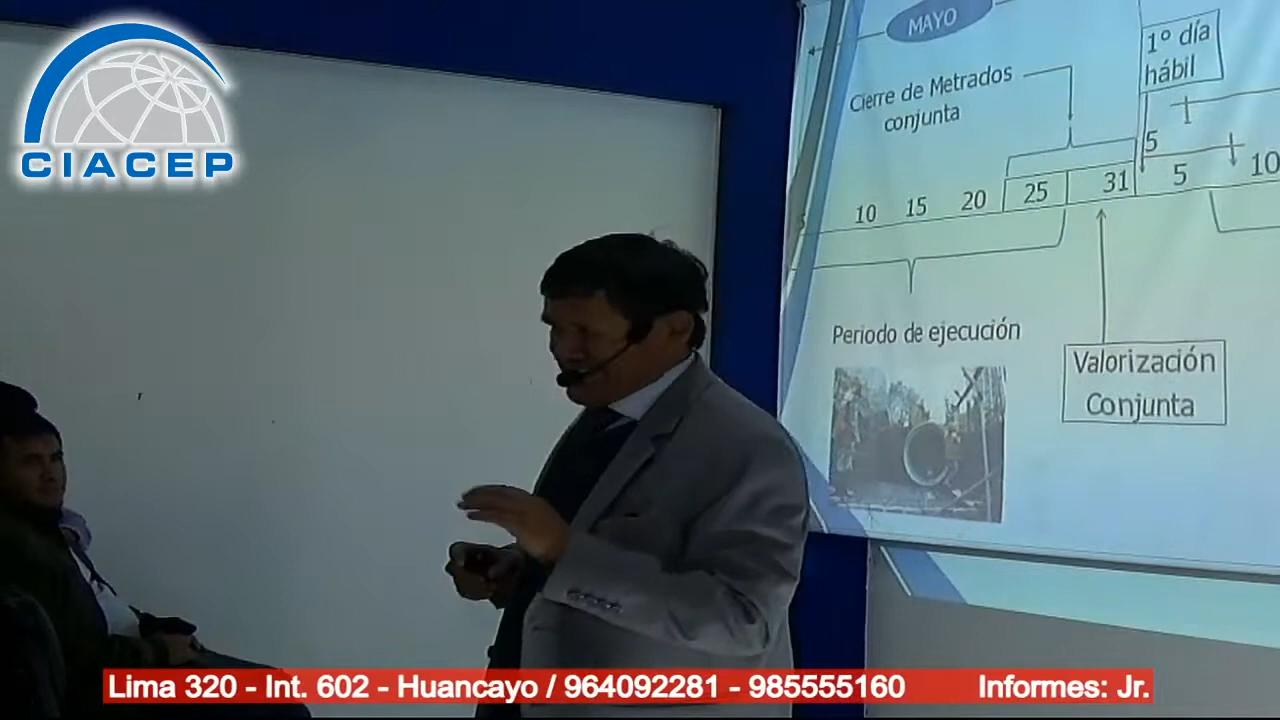 CIACEP
MAYO
1º día
hábil
Cierre de Metrados
conjunta
5
10 15 20 25 31 5 10
Periodo de ejecución
Valorización
Conjunta
Lima 320 - Int. 602 - Huancayo / 964092281 - 985555160 Informes: Jr.